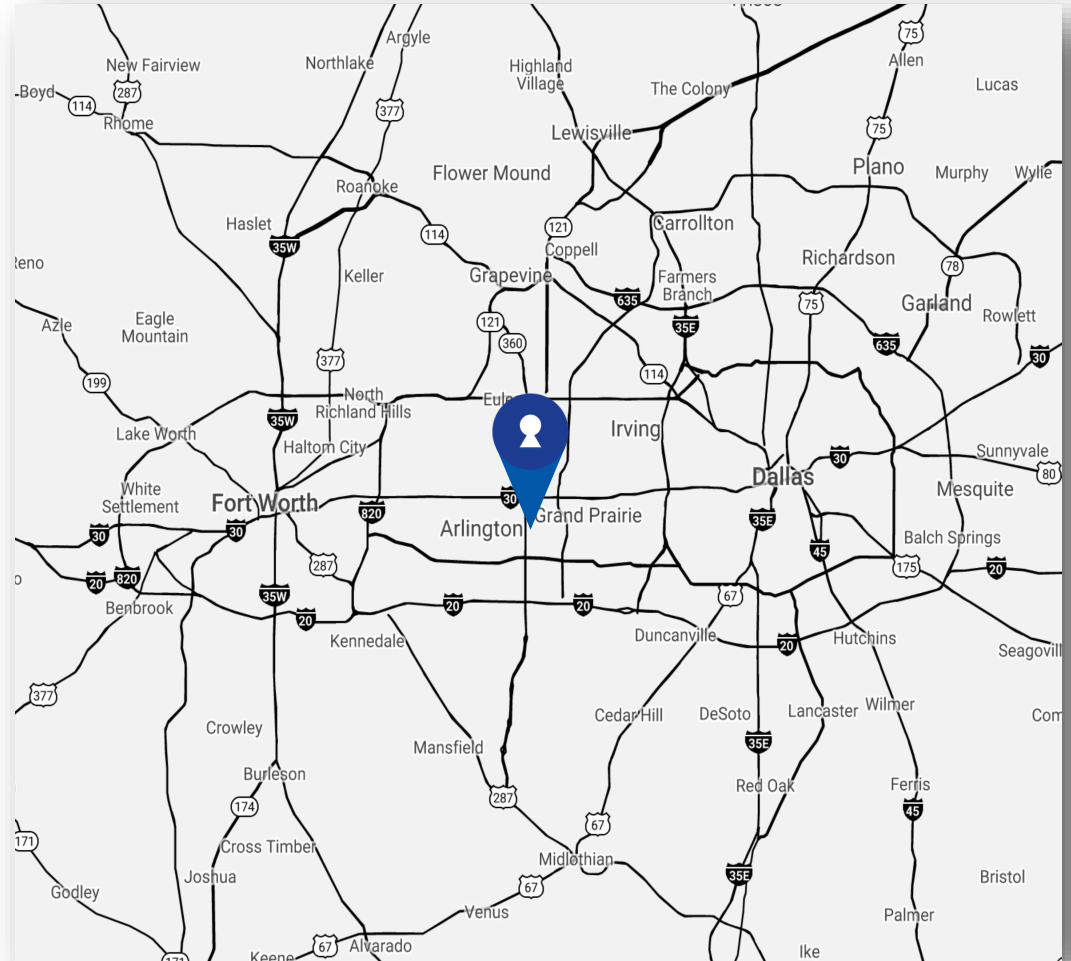 Argyle
75
New Fairview
Northlake
Highland
Village
Allen
Boyd
287
The Colony
Lucas
114
377
Rhome
75
Lewisville
Plano
Flower Mound
Murphy
Wylie
Roanoke
Haslet
121
Carrollton
35W
114
Coppell
Richardson
Keller
Grapevine
78
Farmers
Branch
635
75
Garland
Rowlett
Azle
Eagle
Mountain
121
35E
360
635
377
30
199
114
North
Richland Hills
35W
Lake Worth
Irving
Haltom City
Sunnyvale
30
80
Dallas
White
Settlement
Fort Worth
30
Mesquite
820
Grand Prairie
35E
Arlington
30
30
Balch Springs
45
287
175
20
20
820
35W
67
Benbrook
20
20
20
Kennedale
Duncanville
Hutchins
20
377
Crowley
Cedar Hill
DeSoto
Lancaster
Wilmer
Mansfield
35E
Burleson
Red Oak
Ferris
174
287
45
67
171
Cross Timber
Midlothian
Joshua
35E
Bristol
Godley
67
Venus
Palmer
67
Alvarado
Keene
Ike
171